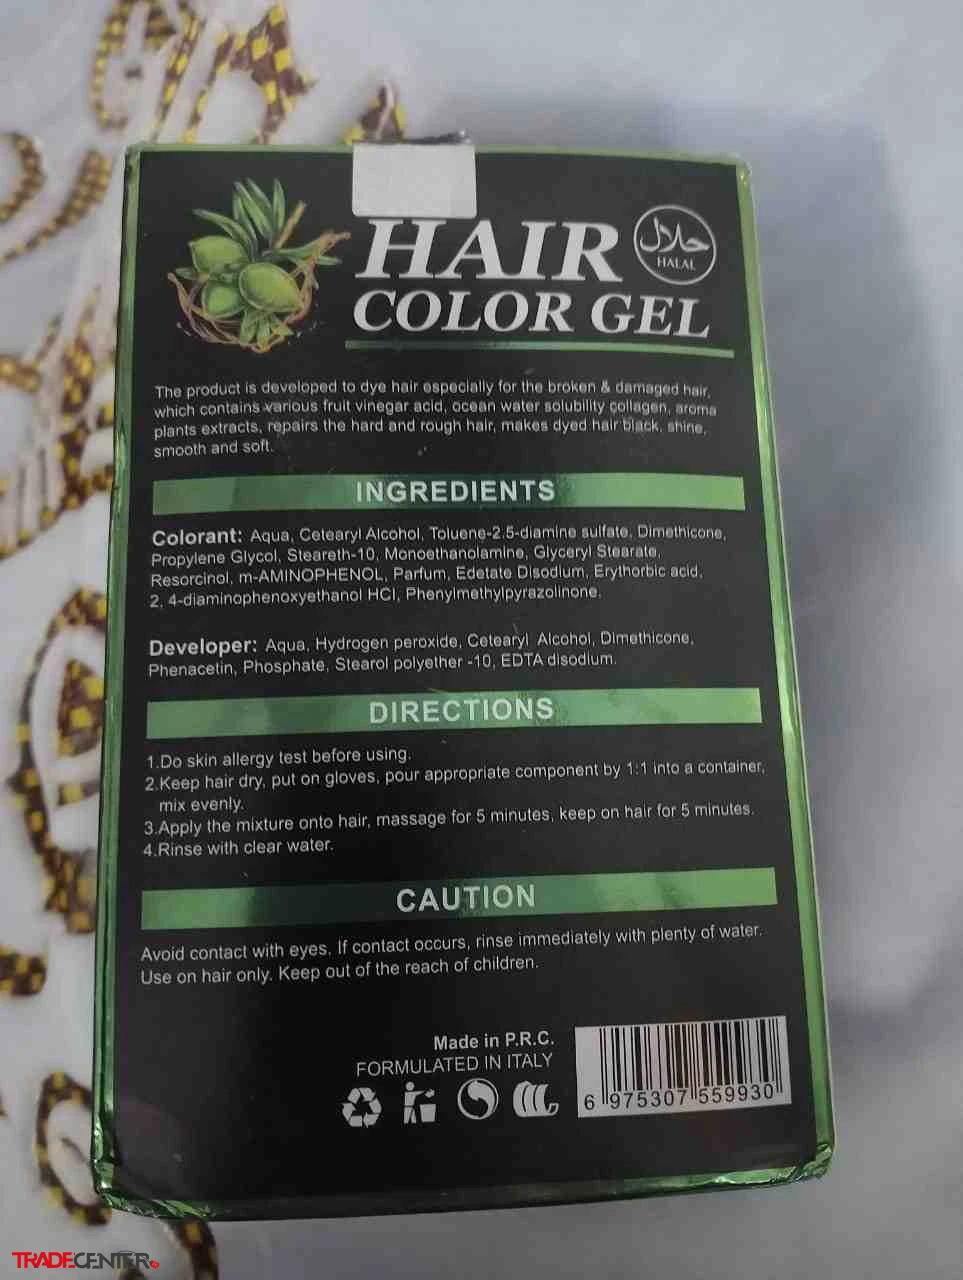 HAIR
حلال
HALAL
COLOR GEL
The product is developed to dye hair especially for the broken & damaged hair,
which contains various fruit vinegar acid, ocean water solubility collagen, aroma
plants extracts, repairs the hard and rough hair, makes dyed hair black, shine,
smooth and soft.
INGREDIENTS
Colorant: Aqua, Cetearyl Alcohol, Toluene-2.5-diamine sulfate, Dimethicone,
Propylene Glycol, Steareth-10, Monoethanolamine, Glyceryl Stearate,
Resorcinol, m-AMINOPHENOL, Parfum, Edetate Disodium, Erythorbic acid,
2, 4-diaminophenoxyethanol HCI, Phenylmethylpyrazolinone.
Developer: Aqua, Hydrogen peroxide, Cetearyl Alcohol, Dimethicone,
Phenacetin, Phosphate, Stearol polyether -10, EDTA disodium.
DIRECTIONS
1.Do skin allergy test before using.
2.Keep hair dry, put on gloves, pour appropriate component by 1:1 into a container,
mix evenly.
3.Apply the mixture onto hair, massage for 5 minutes, keep on hair for 5 minutes.
4.Rinse with clear water.
CAUTION
Avoid contact with eyes. If contact occurs, rinse immediately with plenty of water.
Use on hair only. Keep out of the reach of children.
Made in P.R.C.
FORMULATED IN ITALY
6 975307 559930
TRADECENTER